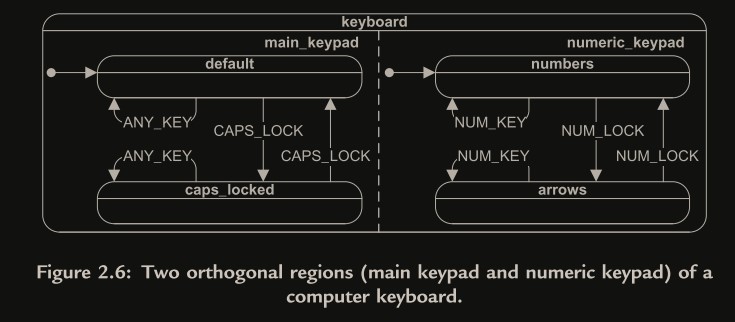 keyboard
main_keypad
numeric_keypad
default
numbers
ANY_KEY
CAPS_LOCK
NUM_KEY
NUM_LOCK
ANY_KEY
CAPS_LOCK
NUM_KEY
NUM_LOCK
caps_locked
arrows
Figure 2.6: Two orthogonal regions (main keypad and numeric keypad) of a
computer keyboard.